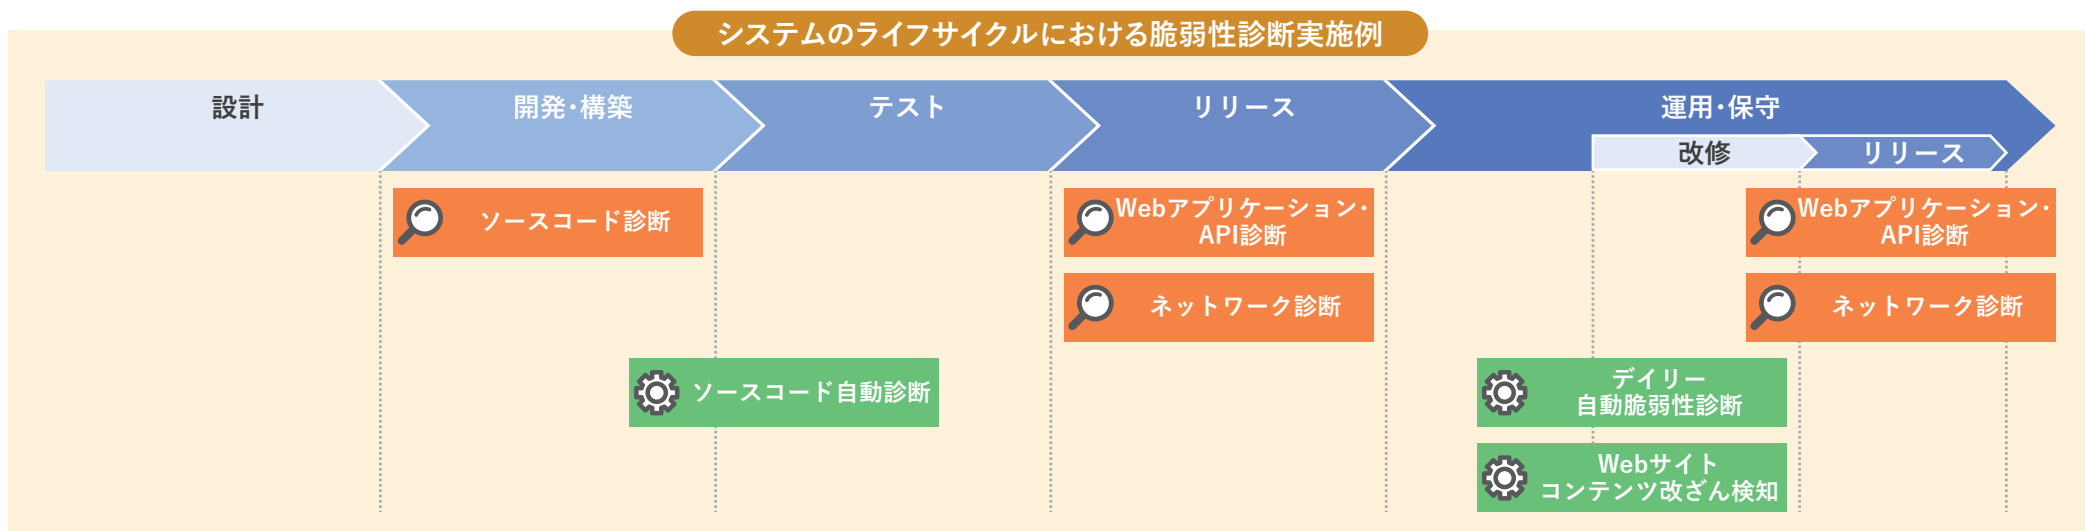 システムのライフサイクルにおける脆弱性診断実施例
設計
開発・構築
テスト
リリース
運用・保守
改修
リリース
ソースコード診断
Webアプリケーション・
API診断
Webアプリケーション・
API診断
ネットワーク診断
ネットワーク診断
ソースコード自動診断
デイリー
自動脆弱性診断
Webサイト
コンテンツ改ざん検知